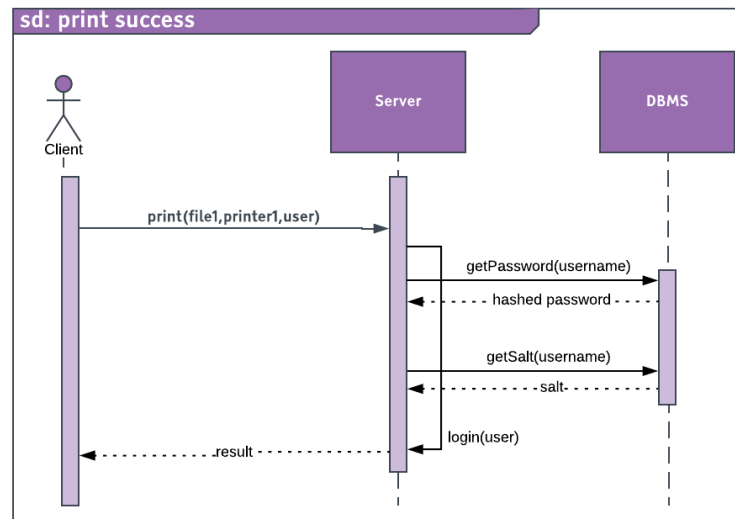 sd: print success
Server
DBMS
Client
print(file1,printer1,user)
getPassword(username)
hashed password
getSalt(username)
salt
login(user)
result